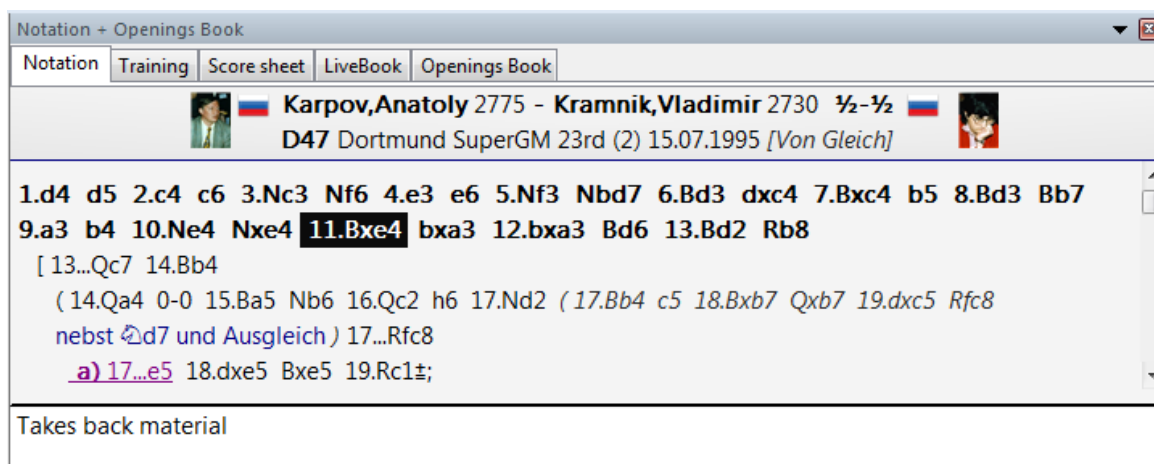 Notation + Openings Book
Notation Training Score sheet LiveBook Openings Book
Karpov,Anatoly 2775 - Kramnik,Vladimir 2730 ½-½
D47 Dortmund SuperGM 23rd (2) 15.07.1995 [Von Gleich]
1.d4 d5 2.c4 c6 3.Nc3 Nf6 4.e3 e6 5.Nf3 Nbd7 6.Bd3 dxc4 7.Bxc4 b5 8.Bd3 Bb7
9.a3 b4 10.Ne4 Nxe4 11.Bxe4 bxa3 12.bxa3 Bd6 13.Bd2 Rb8
[ 13...Qc7 14.Bb4
( 14.Qa4 0-0 15.Ba5 Nb6 16.Qc2 h6 17.Nd2 ( 17.Bb4 c5 18.Bxb7 Qxb7 19.dxc5 Rfc8
nebst ♘d7 und Ausgleich ) 17...Rfc8
a) 17...e5 18.dxe5 Bxe5 19.Rc1±;
Takes back material